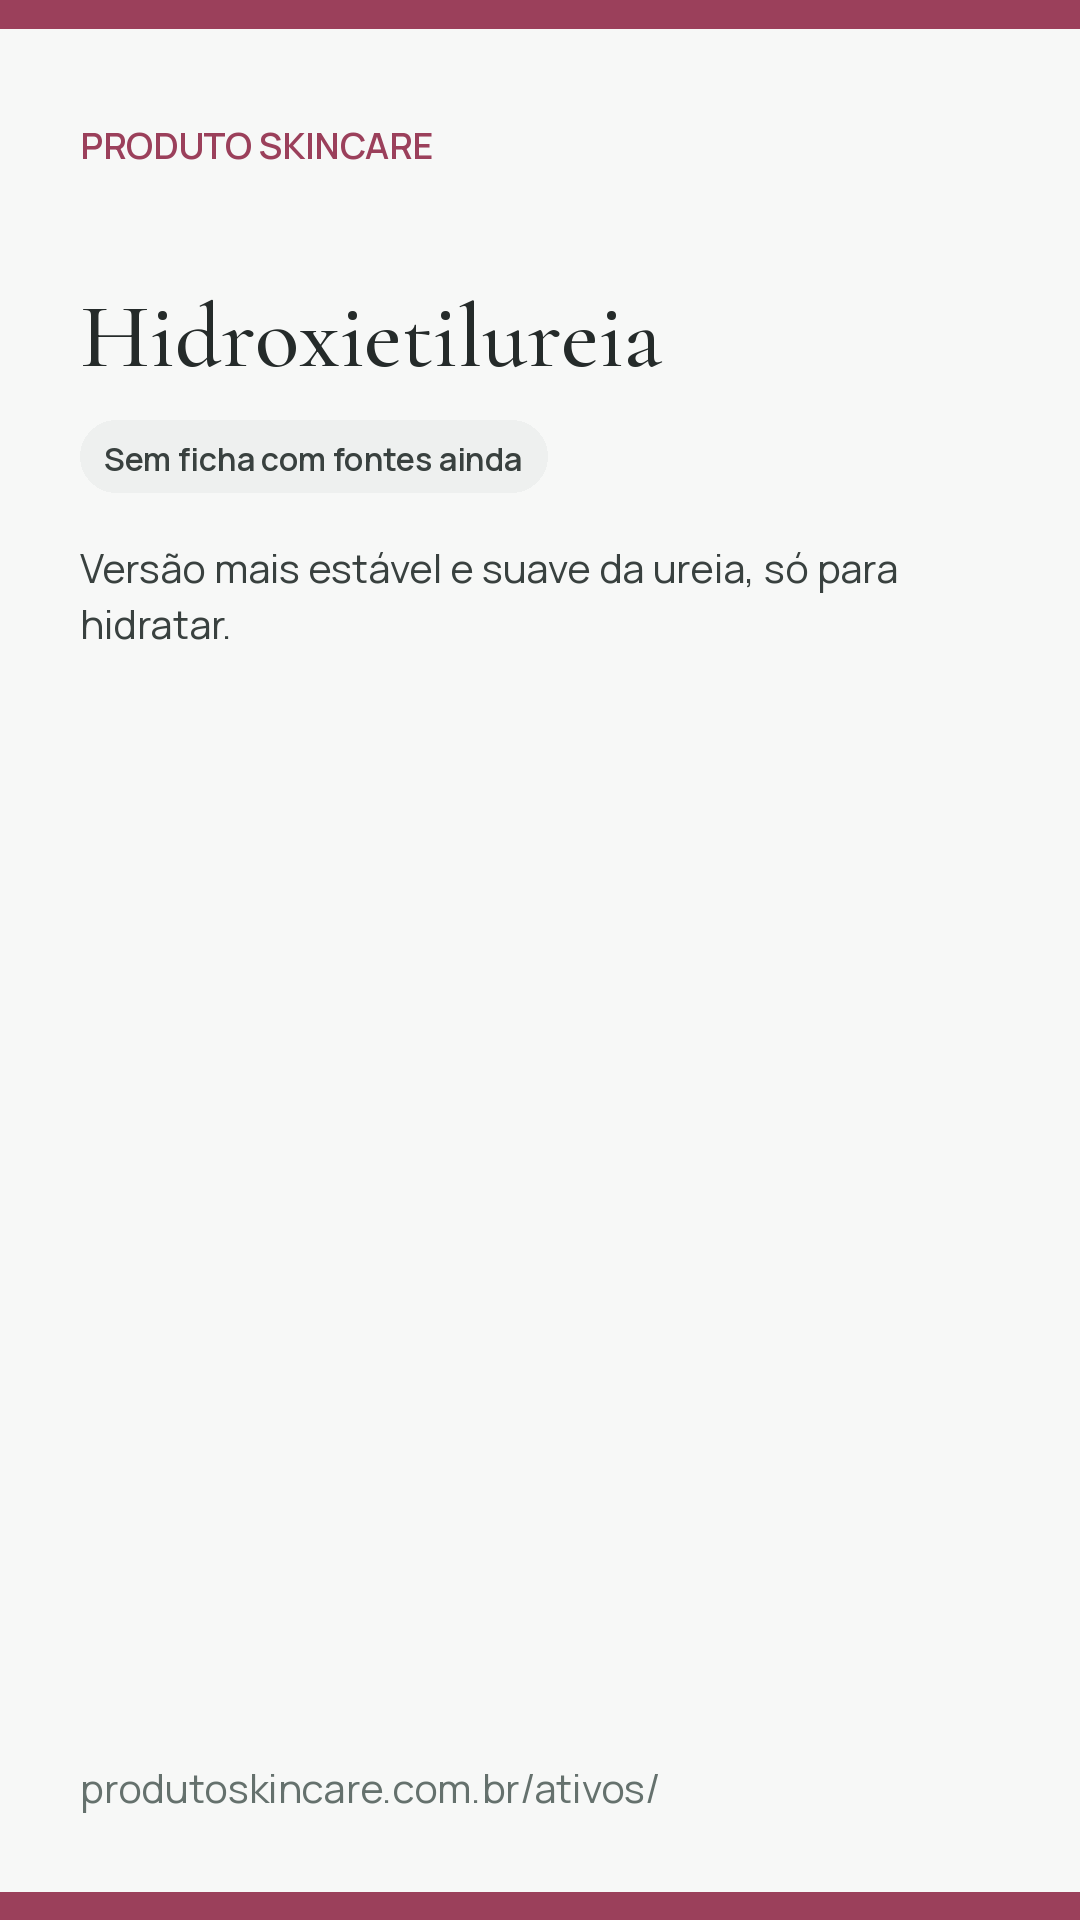 PRODUTO SKINCARE
Hidroxietilureia
Sem ficha com fontes ainda
Versão mais estável e suave da ureia, só para
hidratar.
produtoskincare.com.br/ativos/